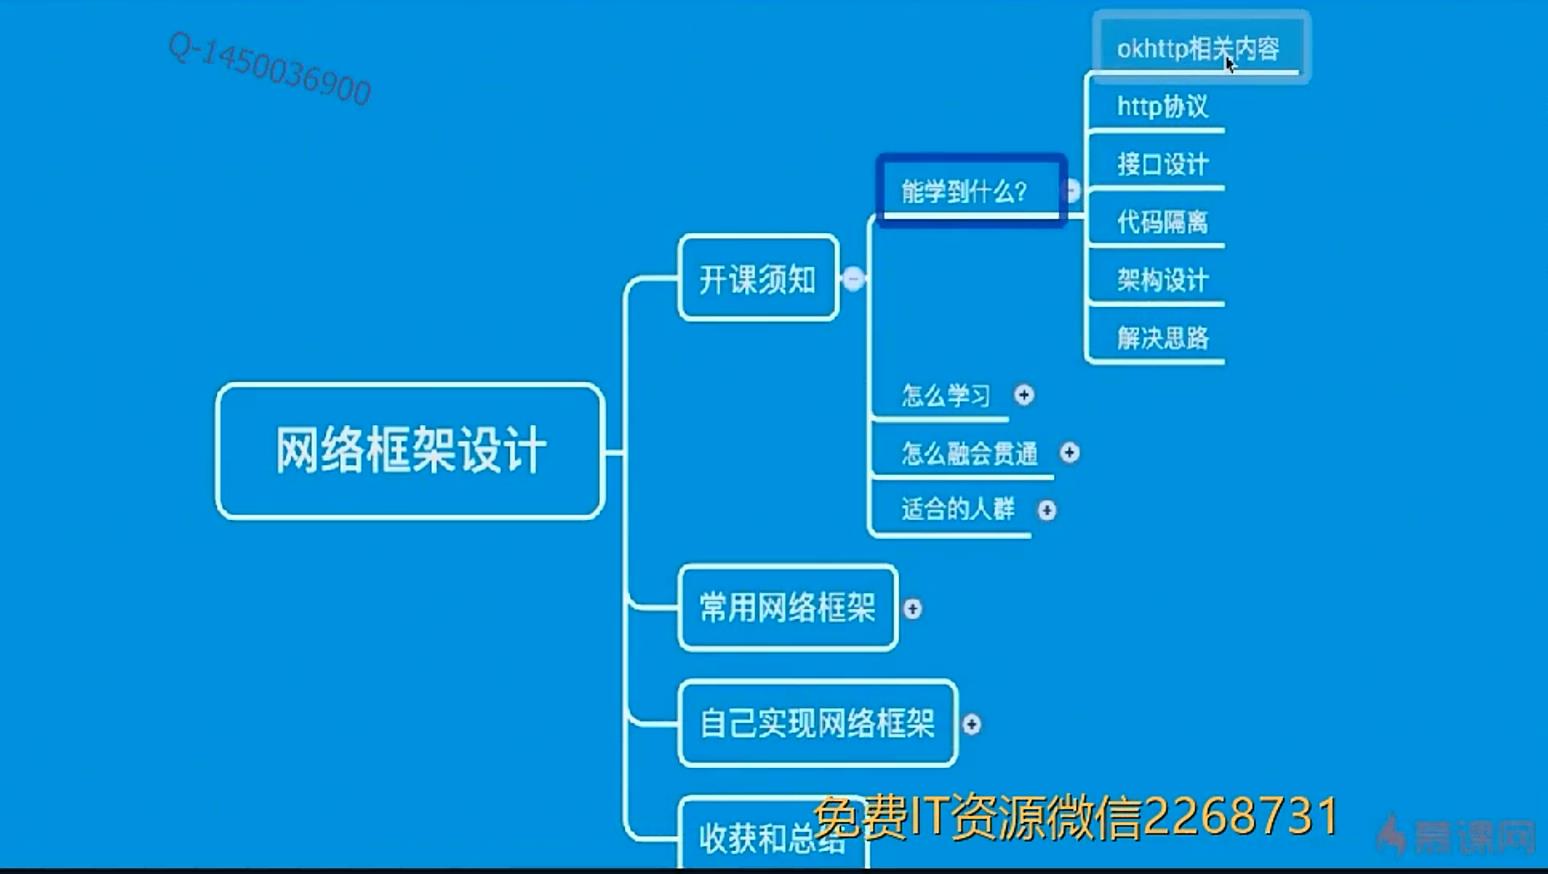 Q-1450036900
okhttp相关内容
http协议
接口设计
代码隔离
架构设计
解决思路
能学到什么?
开课须知
怎么学习
怎么融会贯通
适合的人群
网络框架设计
常用网络框架
自己实现网络框架
收获和总结
免费IT资源微信2268731
慕课网